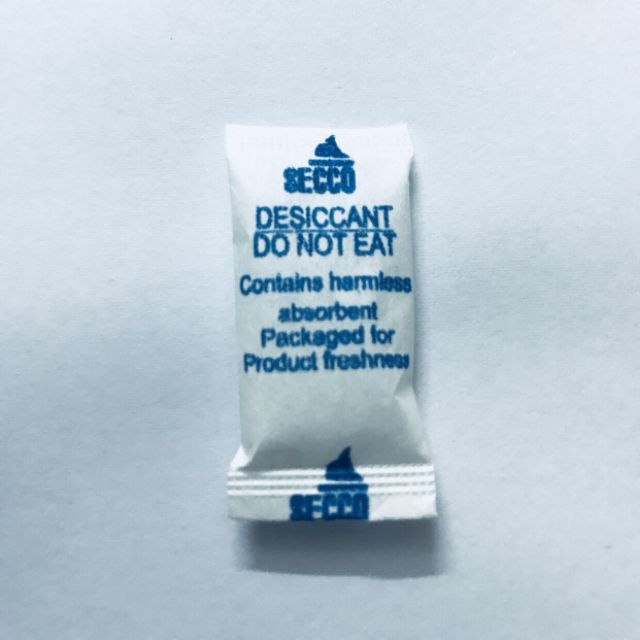 SECCO
DESICCANT
DO NOT EAT
Contains harmless
absorbent
Packaged for
Product freshness
SECCO